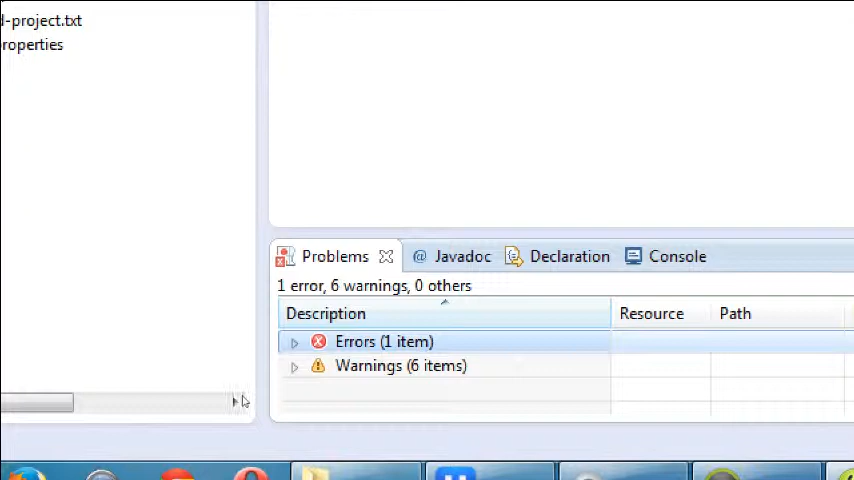 d-project.txt
roperties
Problems @ Javadoc Declaration Console
1 error, 6 warnings, 0 others
Description Resource Path
Errors (1 item)
Warnings (6 items)